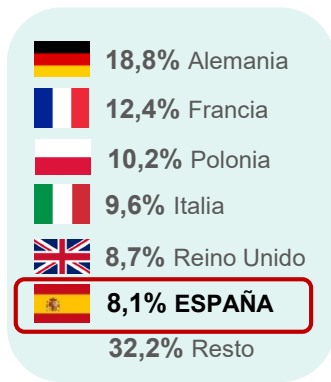 18,8% Alemania
12,4% Francia
10,2% Polonia
9,6% Italia
8,7% Reino Unido
8,1% ESPAÑA
32,2% Resto